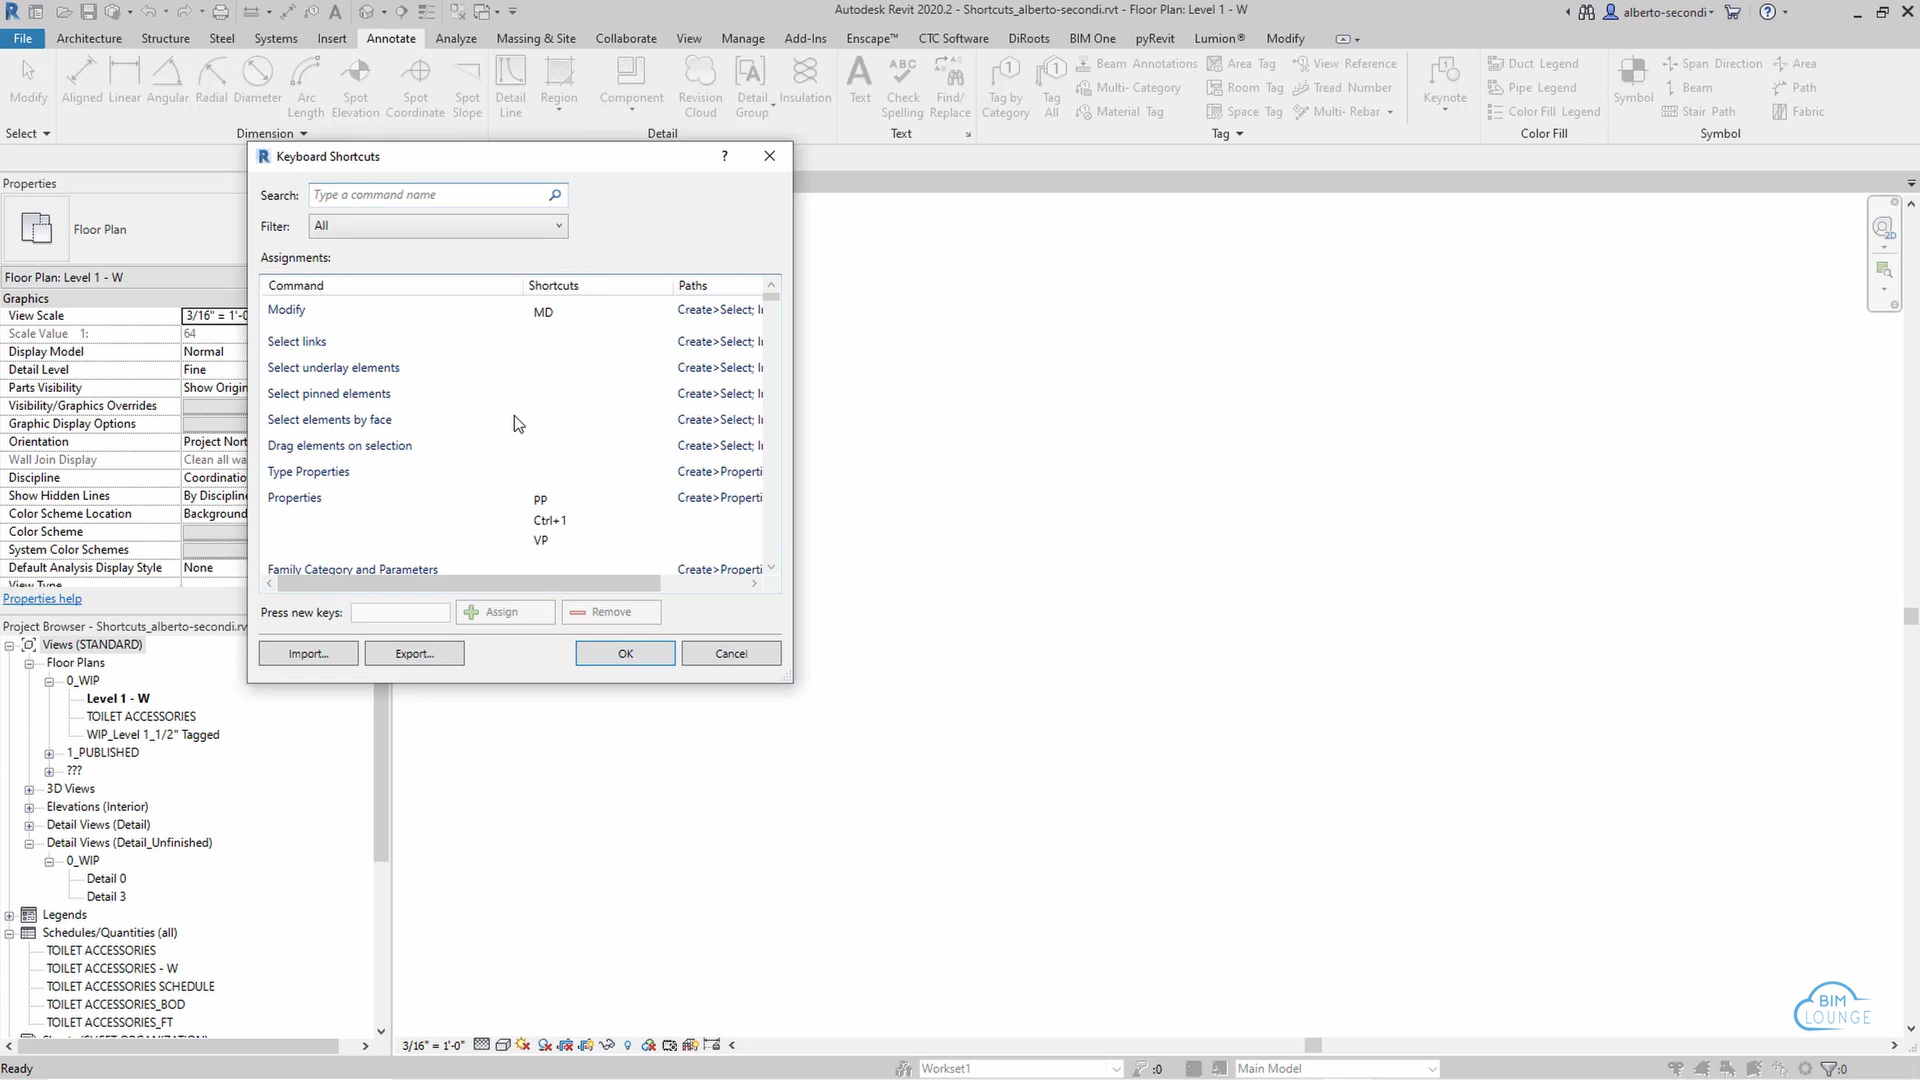 Autodesk Revit 2020.2 - Shortcuts_alberto-secondi.rvt - Floor Plan: Level 1 - W
alberto-secondi
File Architecture Structure Steel Systems Insert Annotate Analyze Massing & Site Collaborate View Manage Add-Ins Enscape™ CTC Software DiRoots BIM One pyRevit Lumion® Modify
Modify Aligned Linear Angular Radial Diameter Arc Length Spot Elevation Spot Coordinate Spot Slope Detail Line Region Component Revision Cloud Detail Group Insulation Text Check Spelling Find/ Replace Tag by Category Tag All
ABC
Beam Annotations Area Tag View Reference
Multi- Category Room Tag Tread Number
Material Tag Space Tag Multi- Rebar
Keynote
Duct Legend
Pipe Legend
Color Fill Legend
Symbol
Span Direction Area
Beam Path
Stair Path Fabric
Select Dimension Detail Text Tag Color Fill Symbol
Keyboard Shortcuts
?
Search: Type a command name
Filter: All
Assignments:
Command Shortcuts Paths
Modify MD Create>Select; I
Select links Create>Select; I
Select underlay elements Create>Select; I
Select pinned elements Create>Select; I
Select elements by face Create>Select; I
Drag elements on selection Create>Select; I
Type Properties Create>Properti
Properties pp Create>Properti
Ctrl+1
VP
Family Category and Parameters Create>Properti
Press new keys: Assign Remove
Import... Export... OK Cancel
Properties
Floor Plan
Floor Plan: Level 1 - W
Graphics
View Scale 3/16" = 1'-0
Scale Value 1: 64
Display Model Normal
Detail Level Fine
Parts Visibility Show Origin
Visibility/Graphics Overrides
Graphic Display Options
Orientation Project Nort
Wall Join Display Clean all wa
Discipline Coordinatio
Show Hidden Lines By Discipline
Color Scheme Location Background
Color Scheme
System Color Schemes
Default Analysis Display Style None
View Type
Properties help
Project Browser - Shortcuts_alberto-secondi.rv
Views (STANDARD)
Floor Plans
0_WIP
Level 1 - W
TOILET ACCESSORIES
WIP_Level 1_1/2" Tagged
1_PUBLISHED
???
3D Views
Elevations (Interior)
Detail Views (Detail)
Detail Views (Detail_Unfinished)
0_WIP
Detail 0
Detail 3
Legends
Schedules/Quantities (all)
TOILET ACCESSORIES
TOILET ACCESSORIES - W
TOILET ACCESSORIES SCHEDULE
TOILET ACCESSORIES_BOD
TOILET ACCESSORIES_FT
2D
BIM
LOUNGE
3/16" = 1'-0"
Ready Workset1 :0 Main Model :0